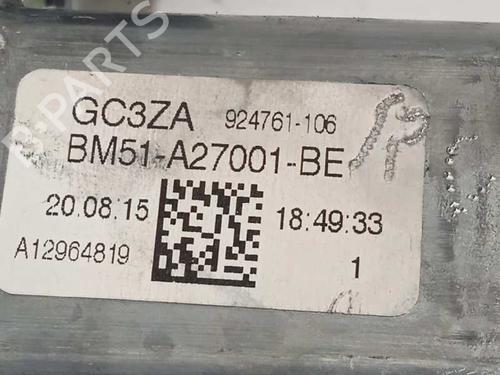 B-PARTS
GC3ZA 924761-106
BM51-A27001-BE
20.08.15 18:49:33
A12964819 1